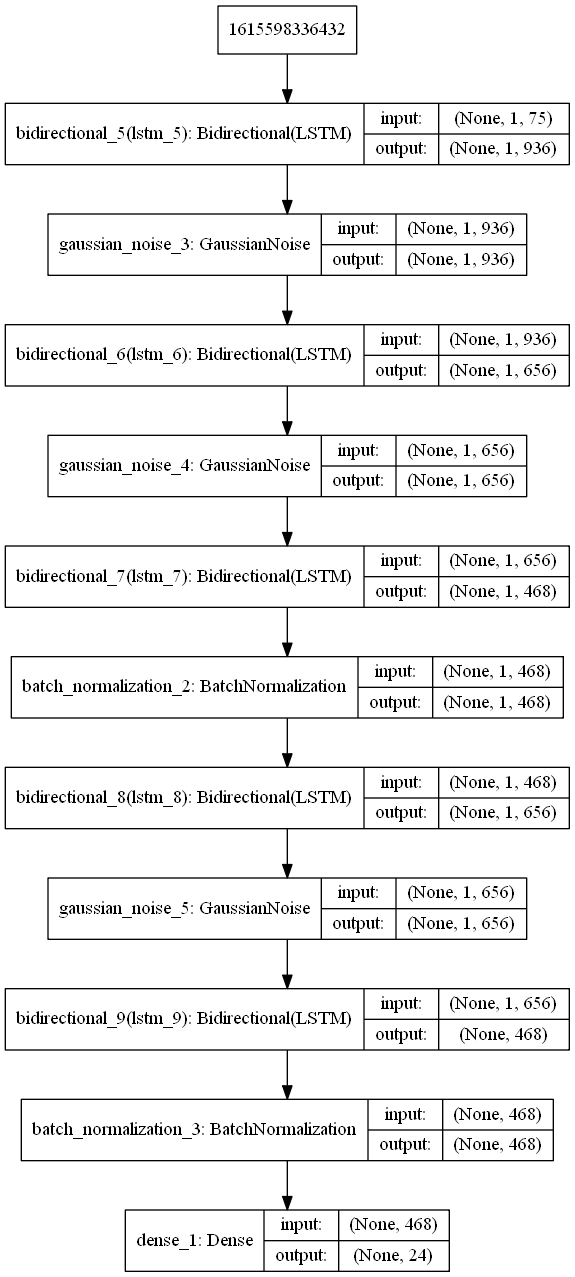 1615598336432
bidirectional_5(lstm_5): Bidirectional(LSTM)
input: (None, 1, 75)
output: (None, 1, 936)
gaussian_noise_3: GaussianNoise
input: (None, 1, 936)
output: (None, 1, 936)
bidirectional_6(lstm_6): Bidirectional(LSTM)
input: (None, 1, 936)
output: (None, 1, 656)
gaussian_noise_4: GaussianNoise
input: (None, 1, 656)
output: (None, 1, 656)
bidirectional_7(lstm_7): Bidirectional(LSTM)
input: (None, 1, 656)
output: (None, 1, 468)
batch_normalization_2: BatchNormalization
input: (None, 1, 468)
output: (None, 1, 468)
bidirectional_8(lstm_8): Bidirectional(LSTM)
input: (None, 1, 468)
output: (None, 1, 656)
gaussian_noise_5: GaussianNoise
input: (None, 1, 656)
output: (None, 1, 656)
bidirectional_9(lstm_9): Bidirectional(LSTM)
input: (None, 1, 656)
output: (None, 468)
batch_normalization_3: BatchNormalization
input: (None, 468)
output: (None, 468)
dense_1: Dense
input: (None, 468)
output: (None, 24)